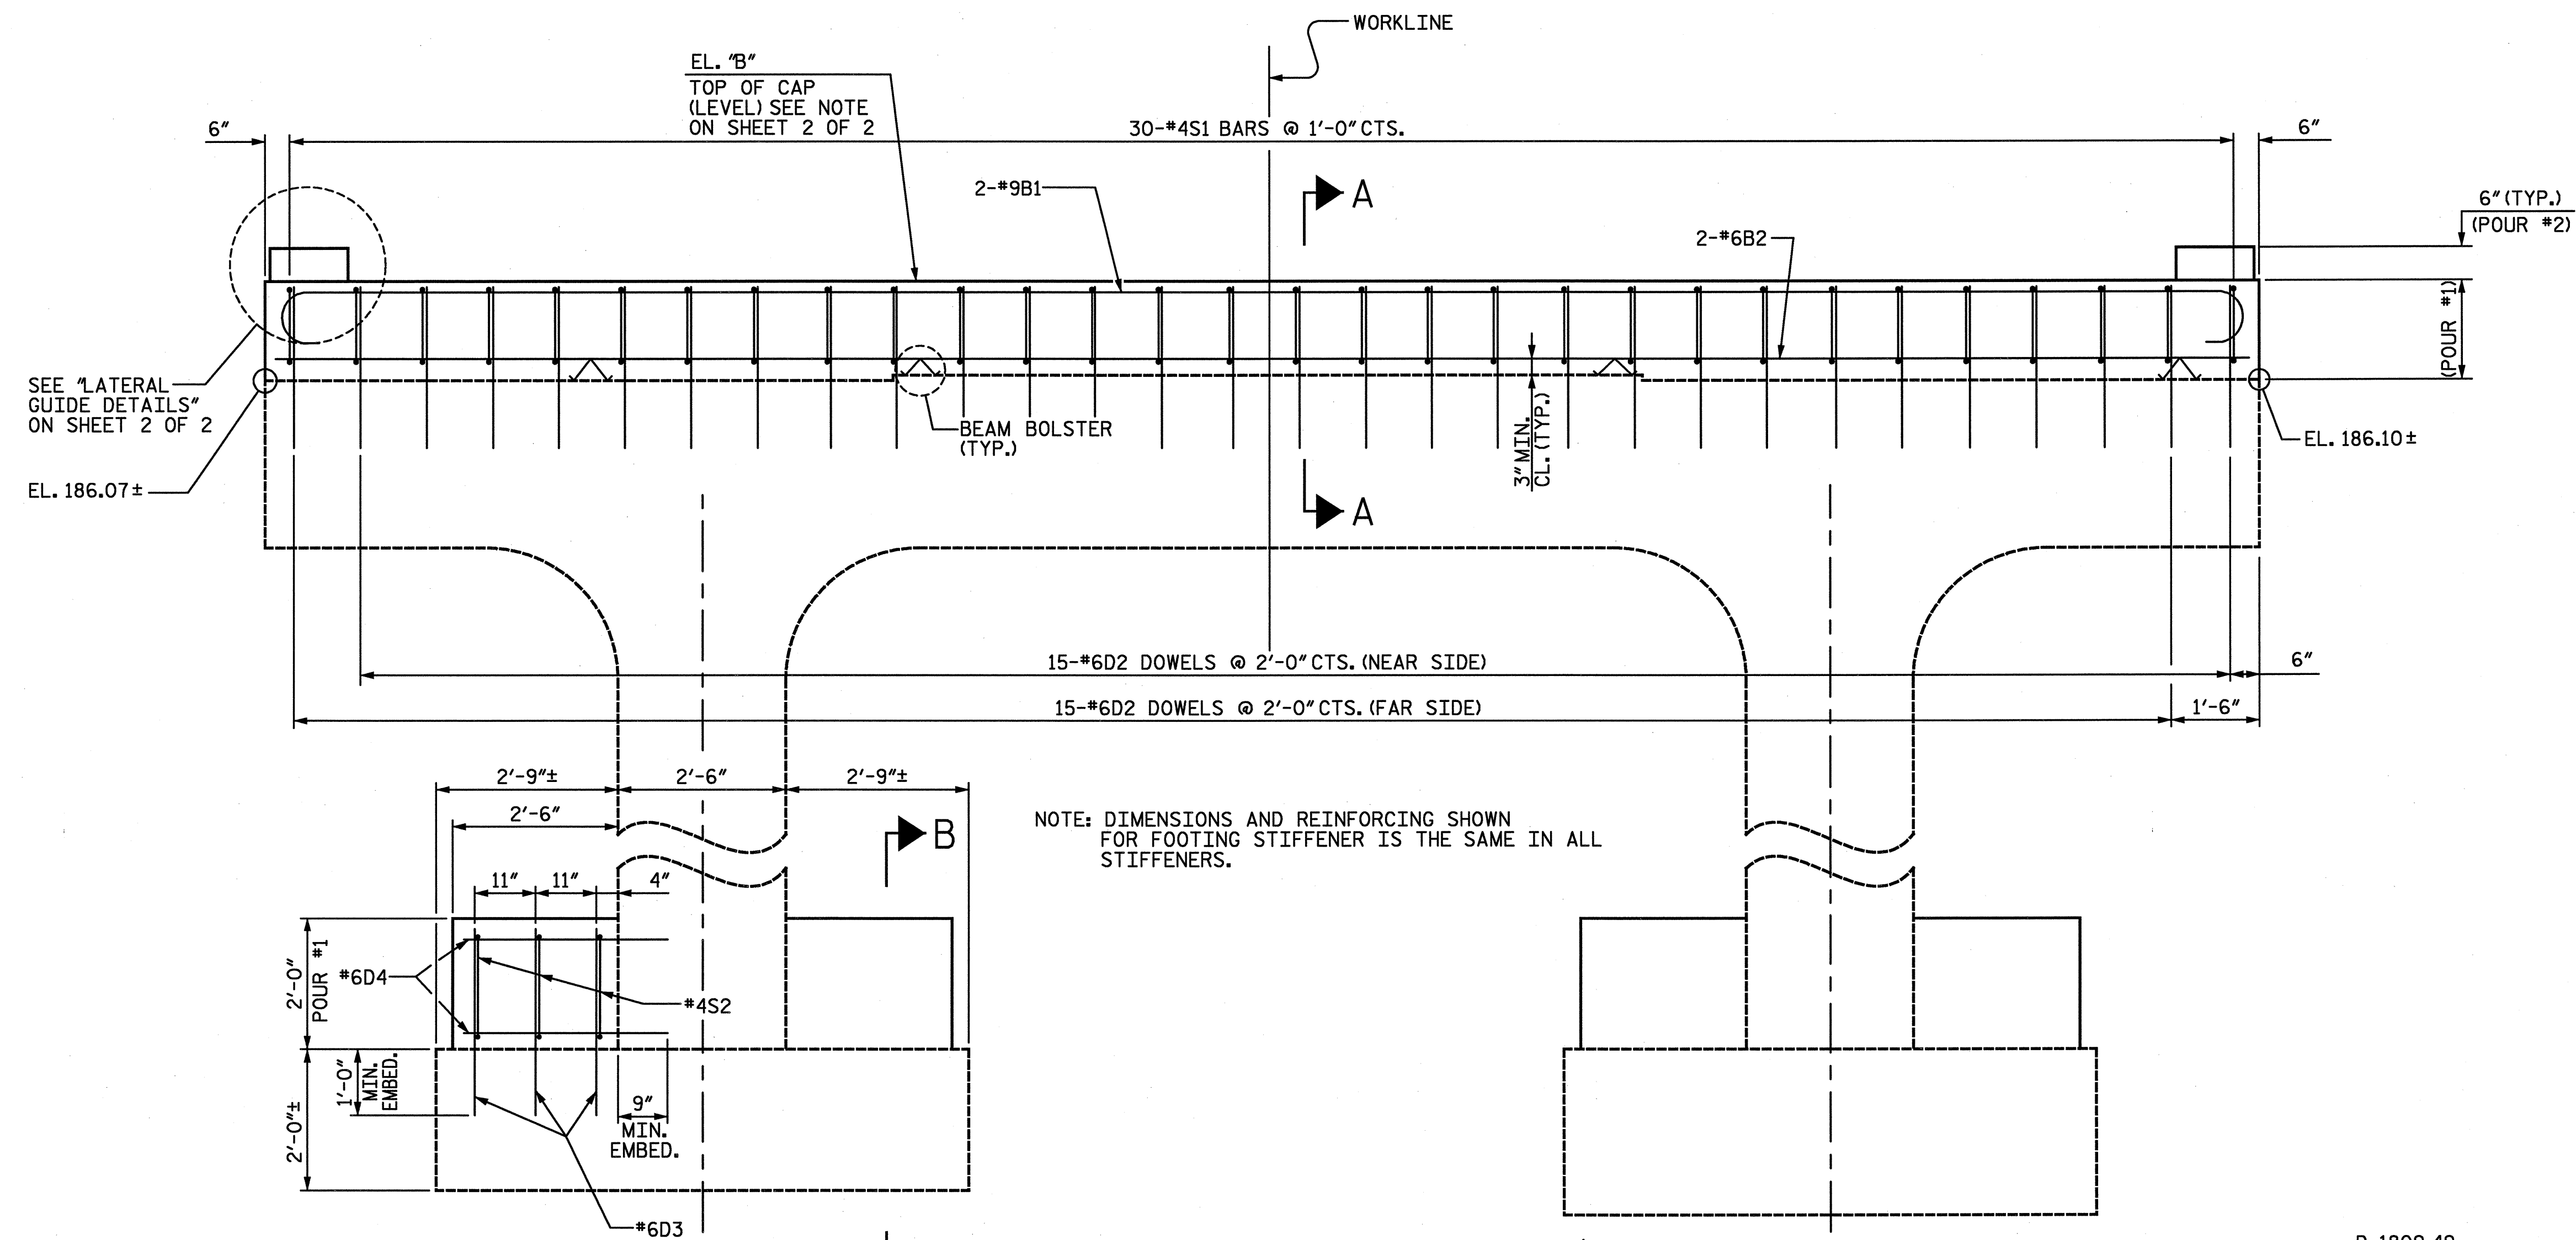 WORKLINE
EL. "B"
TOP OF CAP
(LEVEL) SEE NOTE
ON SHEET 2 OF 2
6"
30-#4S1 BARS @ 1'-0" CTS.
6"
2-#9B1
A
6" (TYP.)
(POUR #2)
2-#6B2
(POUR #1)
SEE "LATERAL
GUIDE DETAILS"
ON SHEET 2 OF 2
BEAM BOLSTER
(TYP.)
3" MIN.
CL. (TYP.)
EL. 186.10±
EL. 186.07±
A
15-#6D2 DOWELS @ 2'-0" CTS. (NEAR SIDE)
6"
15-#6D2 DOWELS @ 2'-0" CTS. (FAR SIDE)
1'-6"
2'-9"±
2'-6"
2'-9"±
2'-6"
B
NOTE: DIMENSIONS AND REINFORCING SHOWN
FOR FOOTING STIFFENER IS THE SAME IN ALL
STIFFENERS.
11"
11"
4"
2'-0"
POUR #1
#6D4
#4S2
1'-0"
MIN.
EMBED.
2'-0"±
9"
MIN.
EMBED.
#6D3